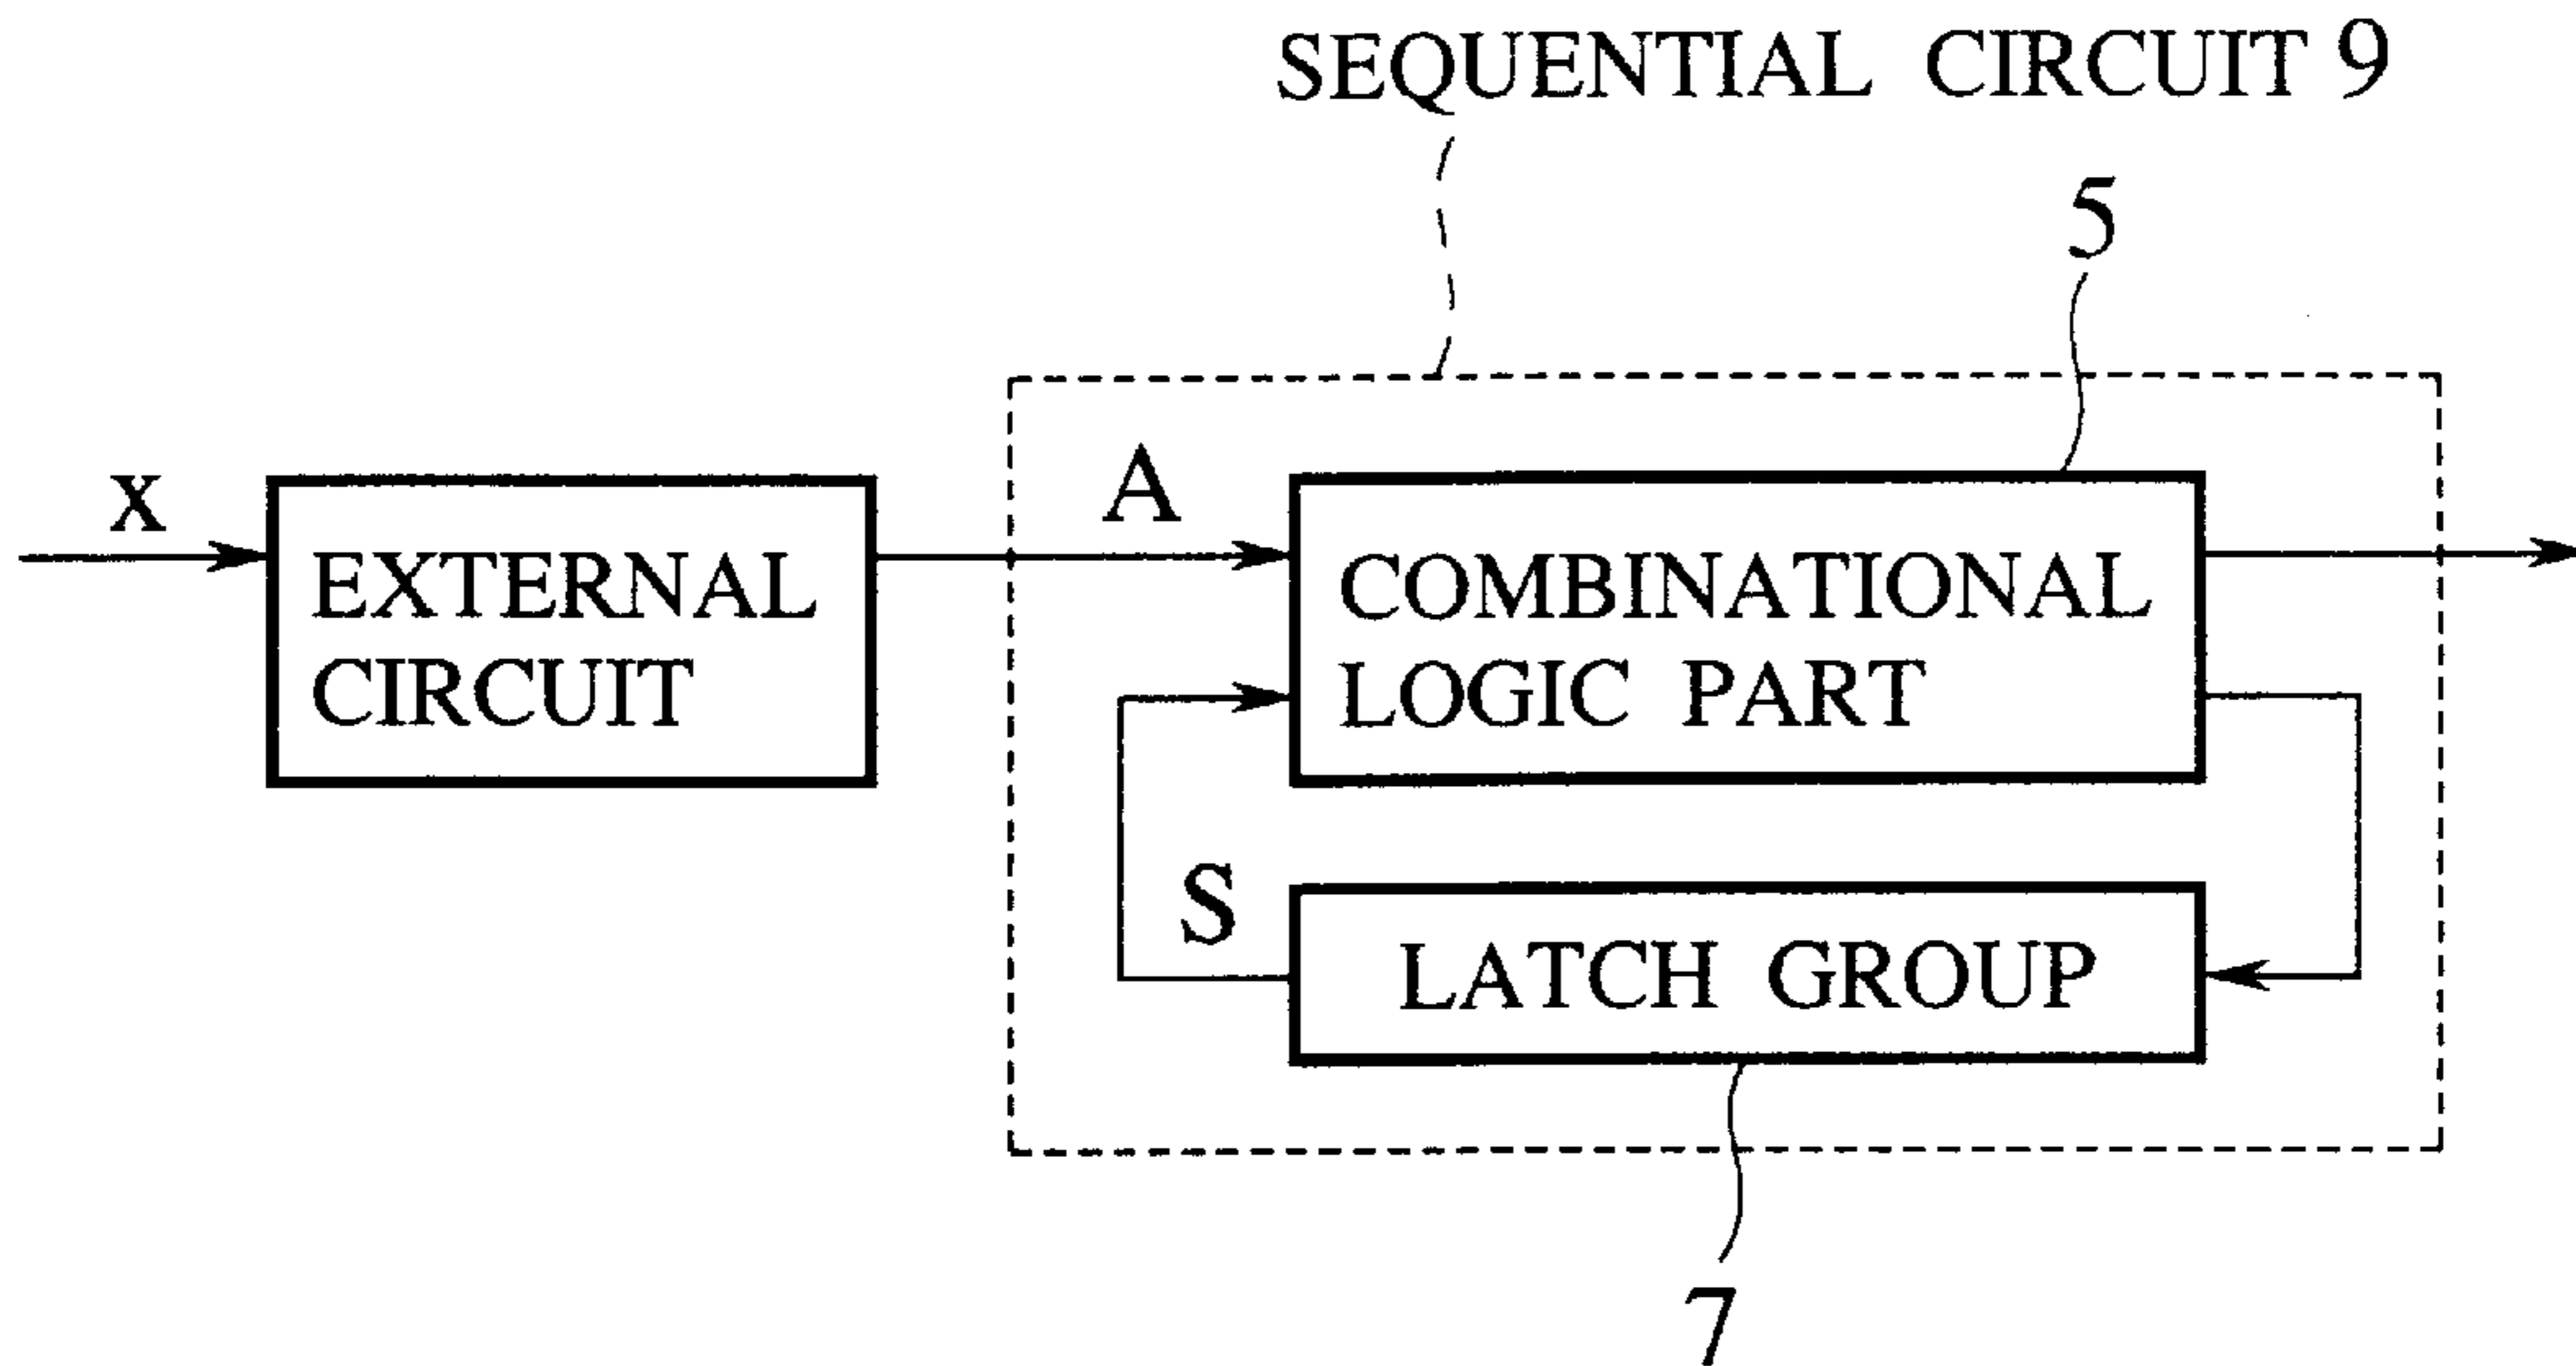 SEQUENTIAL CIRCUIT 9
5
X
A
EXTERNAL
CIRCUIT
COMBINATIONAL
LOGIC PART
S
LATCH GROUP
7